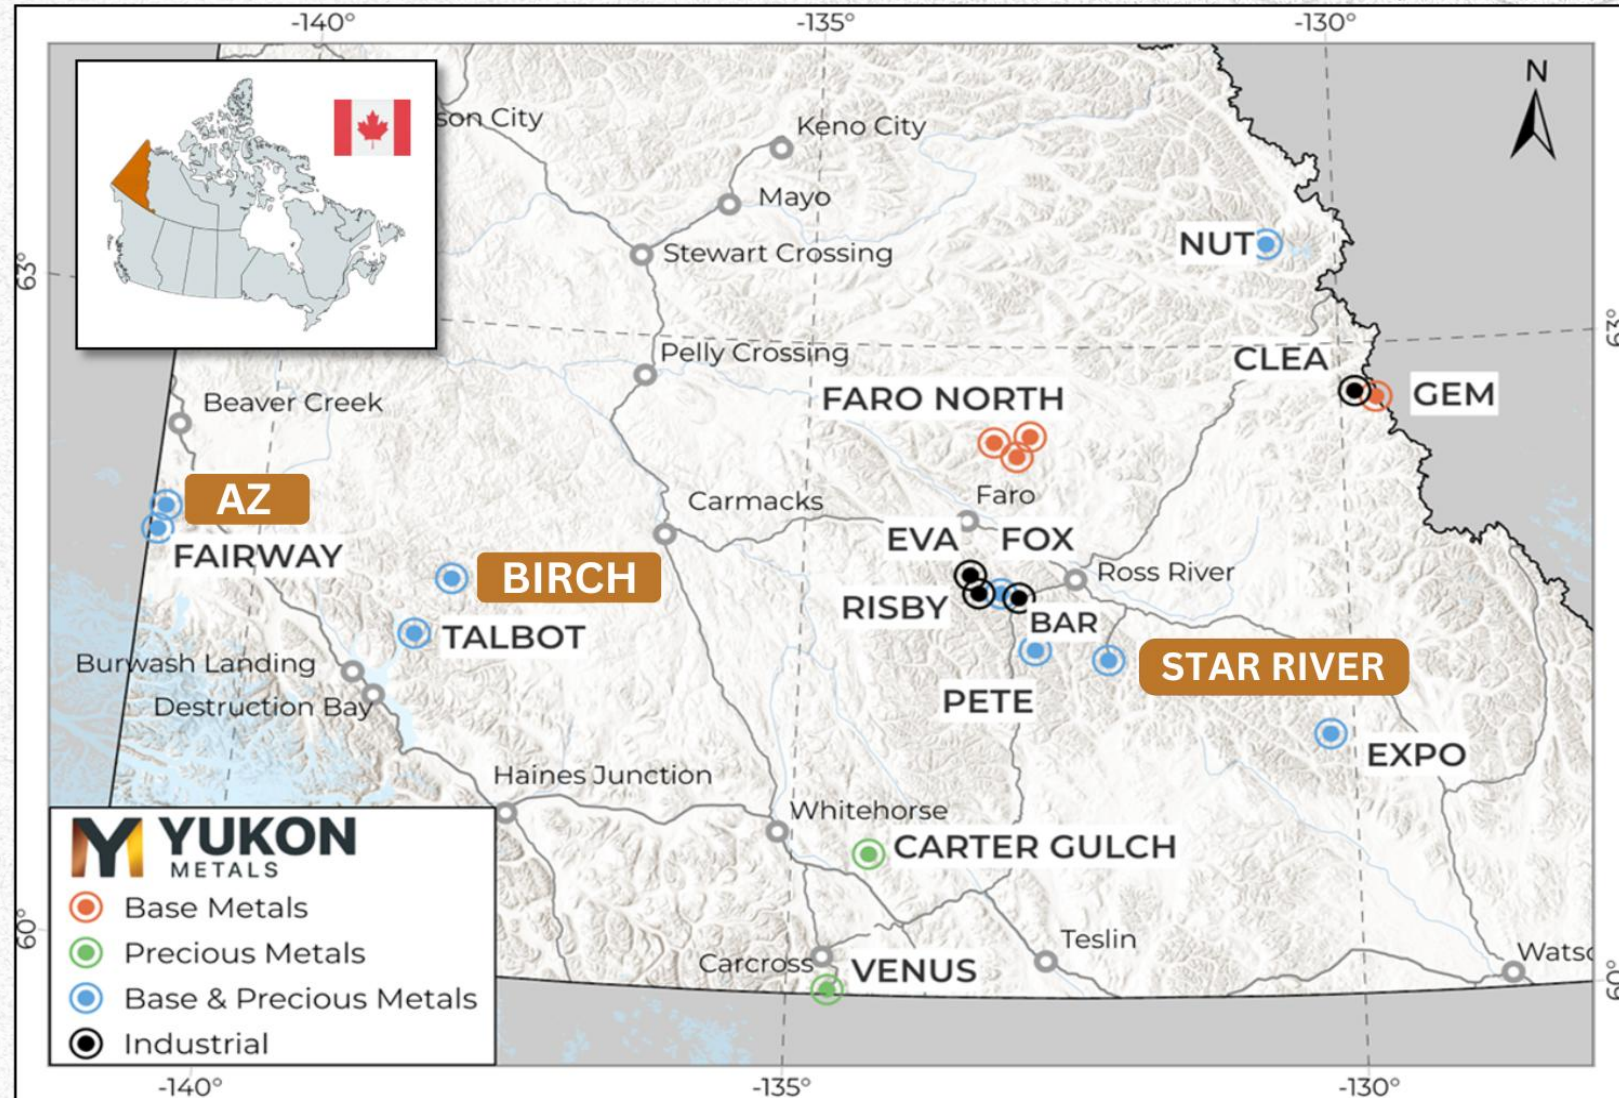 -140° -135° -130°
N
son City
Keno City
Mayo
NUT
Stewart Crossing
63°
63°
Pelly Crossing
CLEA
GEM
FARO NORTH
Beaver Creek
AZ
Carmacks
Faro
FAIRWAY
EVA FOX
BIRCH
Ross River
RISBY
BAR
TALBOT
Burwash Landing
STAR RIVER
Destruction Bay
PETE
EXPO
Haines Junction
Whitehorse
CARTER GULCH
YUKON
METALS
Base Metals
Precious Metals
Base & Precious Metals
Industrial
60°
Teslin
Carcross
VENUS
Watso
60°
-140° -135° -130°